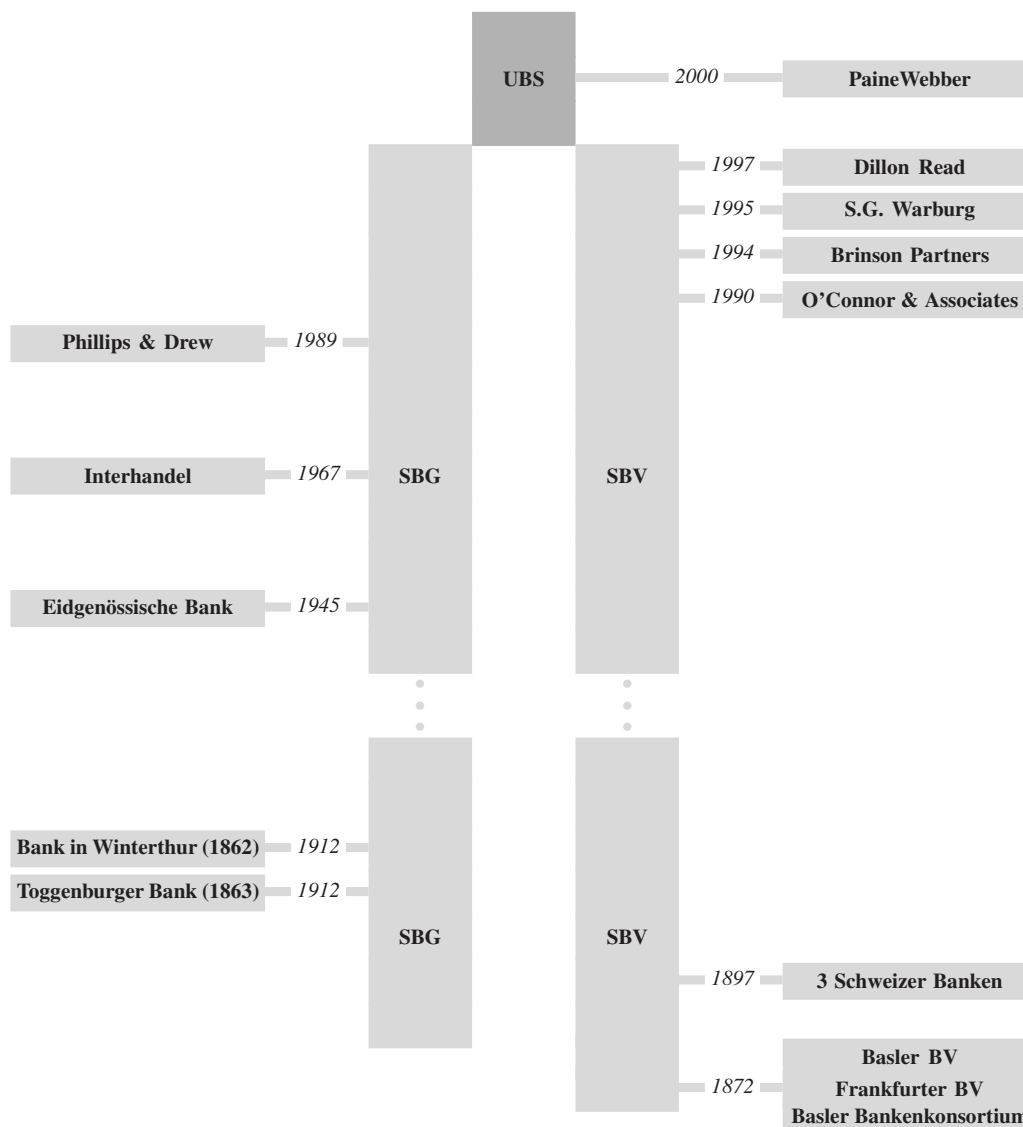 UBS
2000
PaineWebber
1997
Dillon Read
1995
S.G. Warburg
1994
Brinson Partners
1990
O’Connor & Associates
Phillips & Drew
1989
Interhandel
1967
SBG
SBV
Eidgenössische Bank
1945
Bank in Winterthur (1862)
1912
Toggenburger Bank (1863)
1912
SBG
SBV
1897
3 Schweizer Banken
1872
Basler BV
Frankfurter BV
Basler Bankenkonsortium